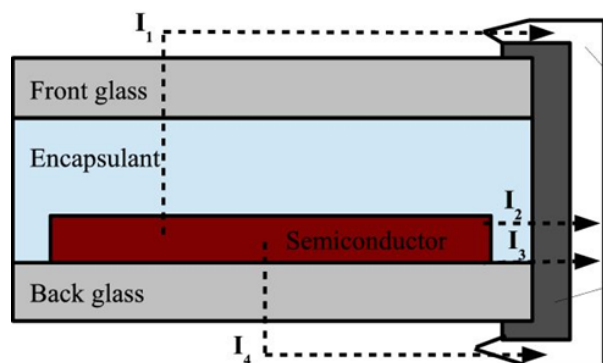 I1
Front glass
Encapsulant
I2
Semiconductor
I3
Back glass
I4